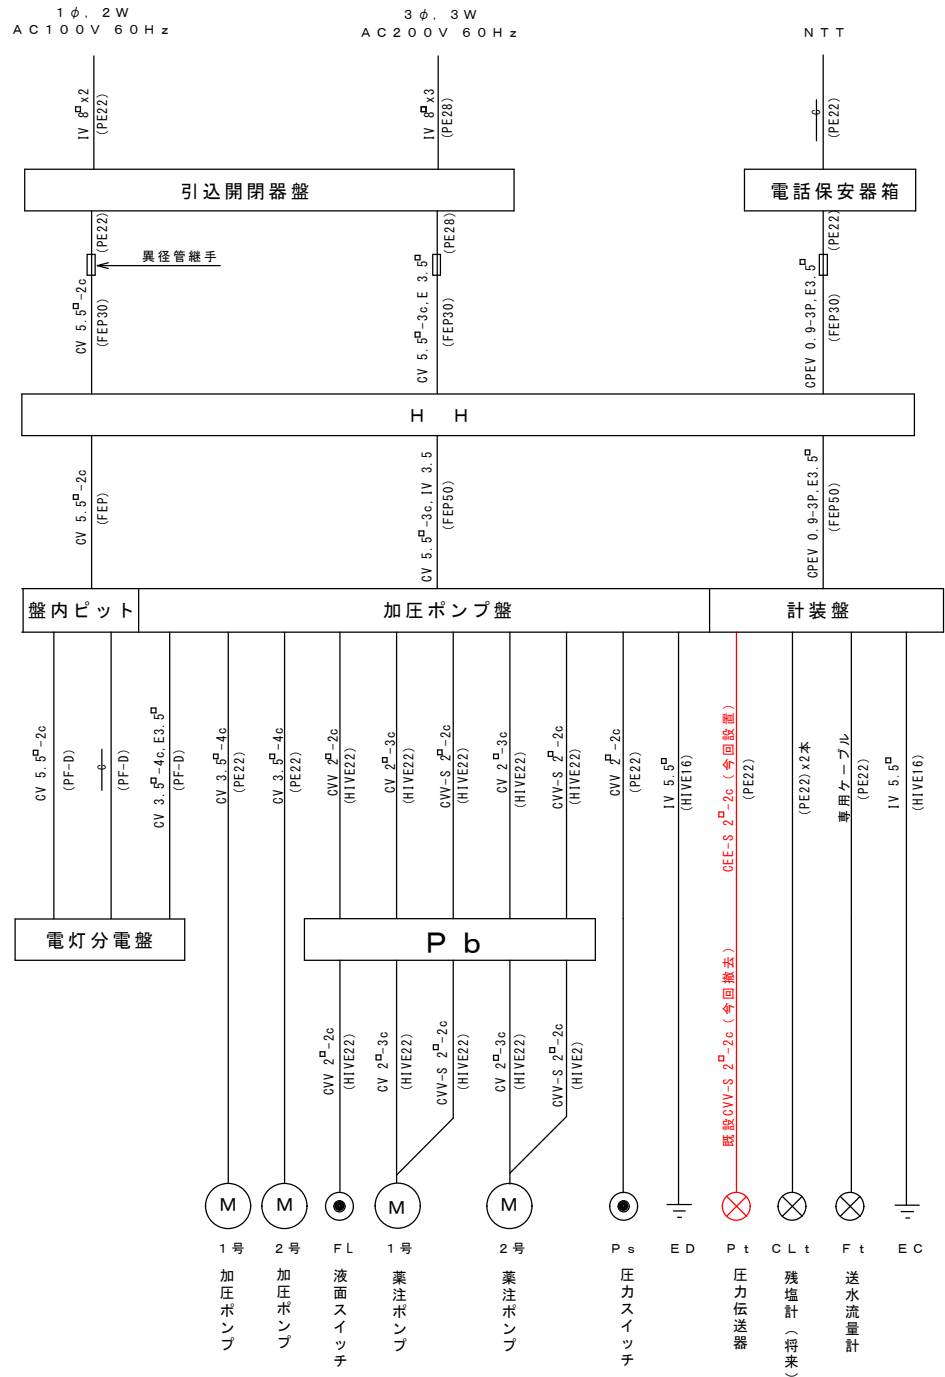 1φ, 2W
AC100V 60Hz
3φ, 3W
AC200V 60Hz
NTT
IV 8□x2
(PE22)
IV 8□x3
(PE28)
c
(PE22)
引込開閉器盤
電話保安器箱
(PE22)
(PE28)
(PE22)
異径管継手
CV 5.5□-2c
(FEP30)
CV 5.5□-3c,E 3.5□
(FEP30)
CPEV 0.9-3P,E3.5□
(FEP30)
H H
CV 5.5□-2c
(FEP)
CV 5.5□-3c,IV 3.5
(FEP50)
CPEV 0.9-3P,E3.5□
(FEP50)
盤内ピット
加圧ポンプ盤
計装盤
CV 5.5□-2c
(PF-D)
c
(PF-D)
CV 3.5□-4c,E3.5□
(PF-D)
CV 3.5□-4c
(PE22)
CV 3.5□-4c
(PE22)
CVV 2□-2c
(HIVE22)
CV 2□-3c
(HIVE22)
CVV-S 2□-2c
(HIVE22)
CV 2□-3c
(HIVE22)
CVV-S 2□-2c
(HIVE22)
CVV 2□-2c
(PE22)
IV 5.5□
(HIVE16)
CEE-S 2□-2c (今回設置)
(PE22)
(PE22)x2本
専用ケーブル
(PE22)
IV 5.5□
(HIVE16)
電灯分電盤
Pb
CVV 2□-2c
(HIVE22)
CV 2□-3c
(HIVE22)
CVV-S 2□-2c
(HIVE22)
CV 2□-3c
(HIVE22)
CVV-S 2□-2c
(HIVE2)
既設CVV-S 2□-2c (今回撤去)
M
M
M
M
1号
加圧ポンプ
2号
加圧ポンプ
FL
液面スイッチ
1号
薬注ポンプ
2号
薬注ポンプ
Ps
圧力スイッチ
ED
Pt
圧力伝送器
CLt
残塩計(将来)
Ft
送水流量計
EC